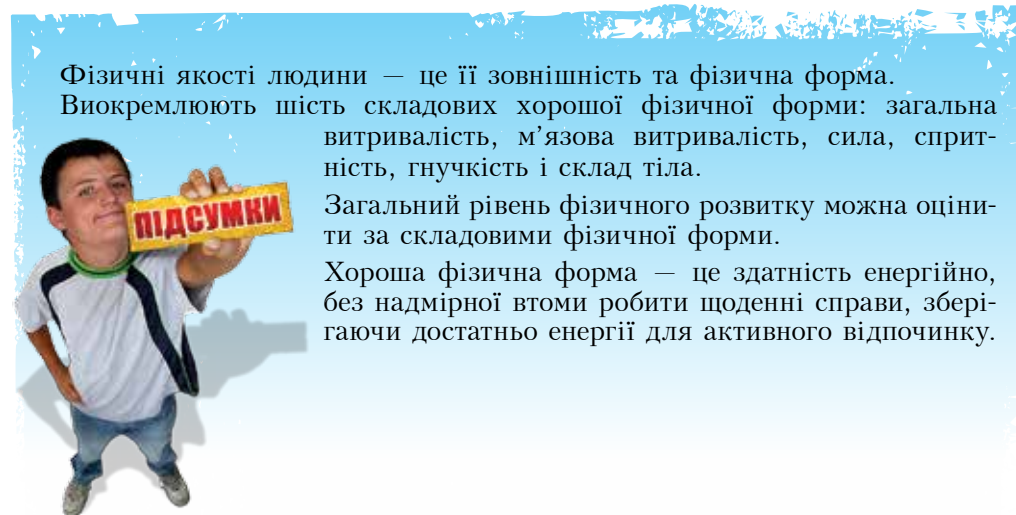 Фізичні якості людини — це її зовнішність та фізична форма.
Виокремлюють шість складових хорошої фізичної форми: загальна
витривалість, м’язова витривалість, сила, сприт-
ність, гнучкість і склад тіла.
ПІДСУМКИ
Загальний рівень фізичного розвитку можна оціни-
ти за складовими фізичної форми.
Хороша фізична форма — це здатність енергійно,
без надмірної втоми робити щоденні справи, збері-
гаючи достатньо енергії для активного відпочинку.